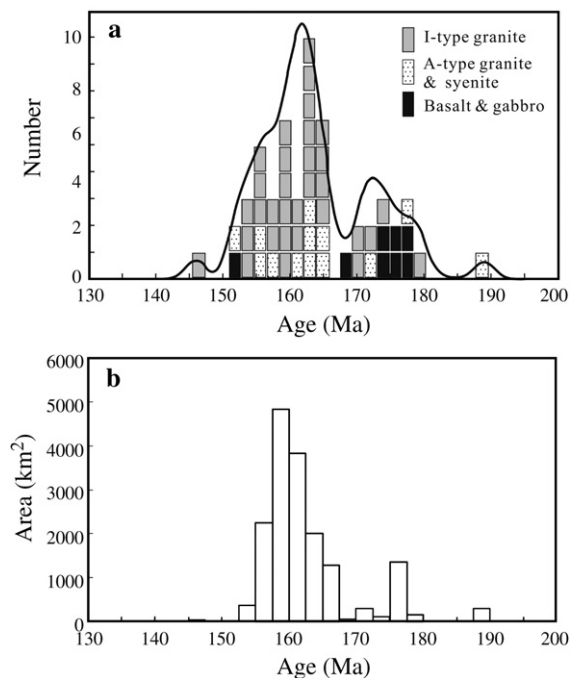 a
I-type granite
A-type granite
& syenite
Basalt & gabbro
Number
10
8
6
4
2
0
130 140 150 160 170 180 190 200
Age (Ma)
b
Area (km²)
6000
5000
4000
3000
2000
1000
0
130 140 150 160 170 180 190 200
Age (Ma)